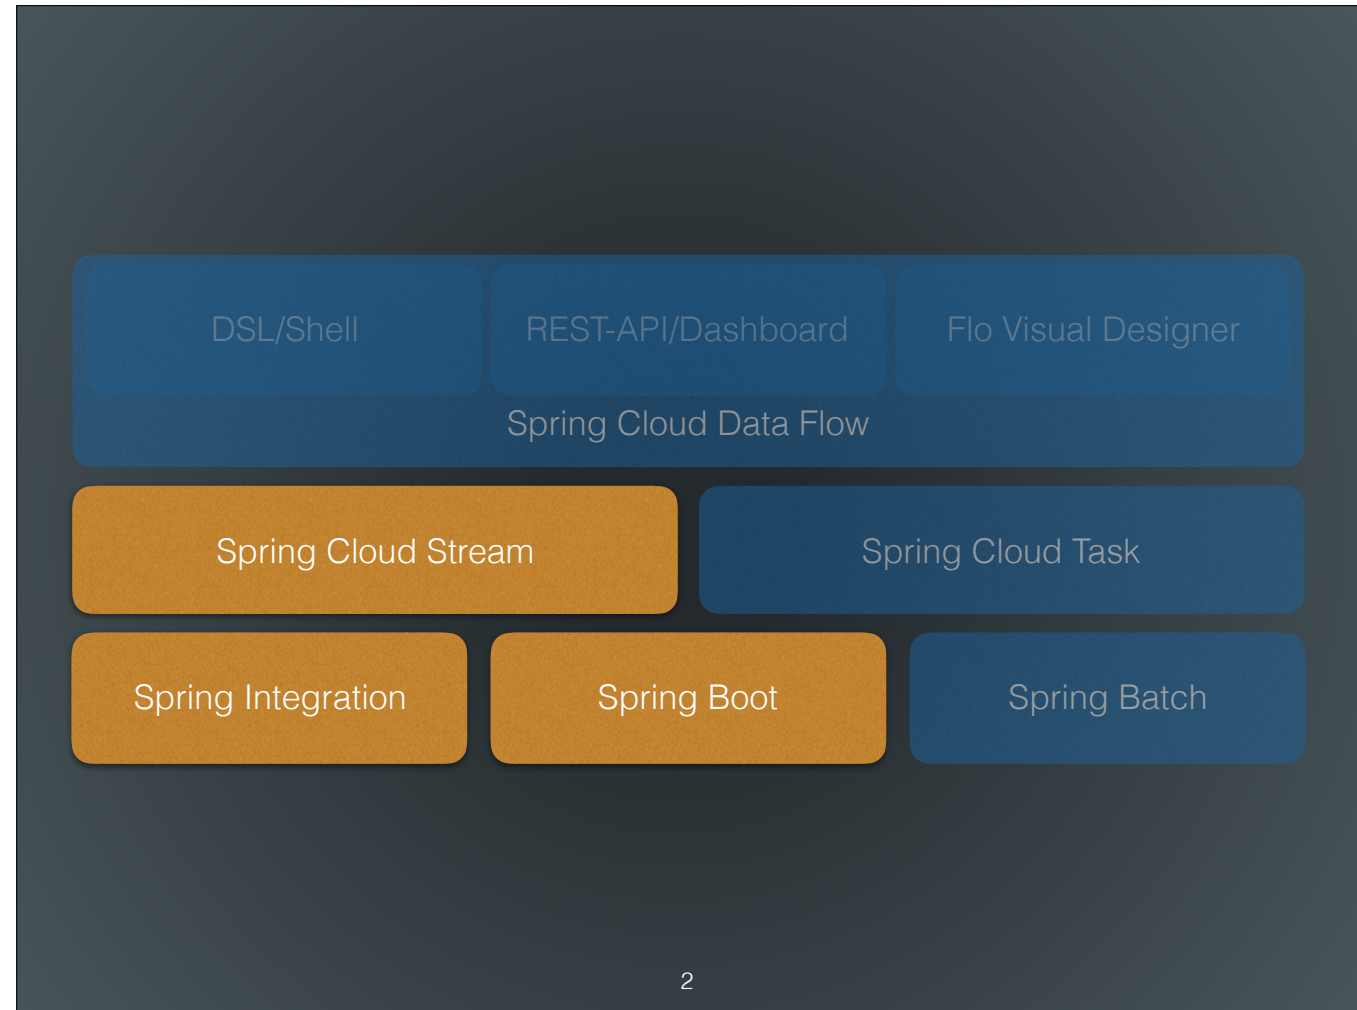 DSL/Shell
REST-API/Dashboard
Flo Visual Designer
Spring Cloud Data Flow
Spring Cloud Stream
Spring Cloud Task
Spring Integration
Spring Boot
Spring Batch
2